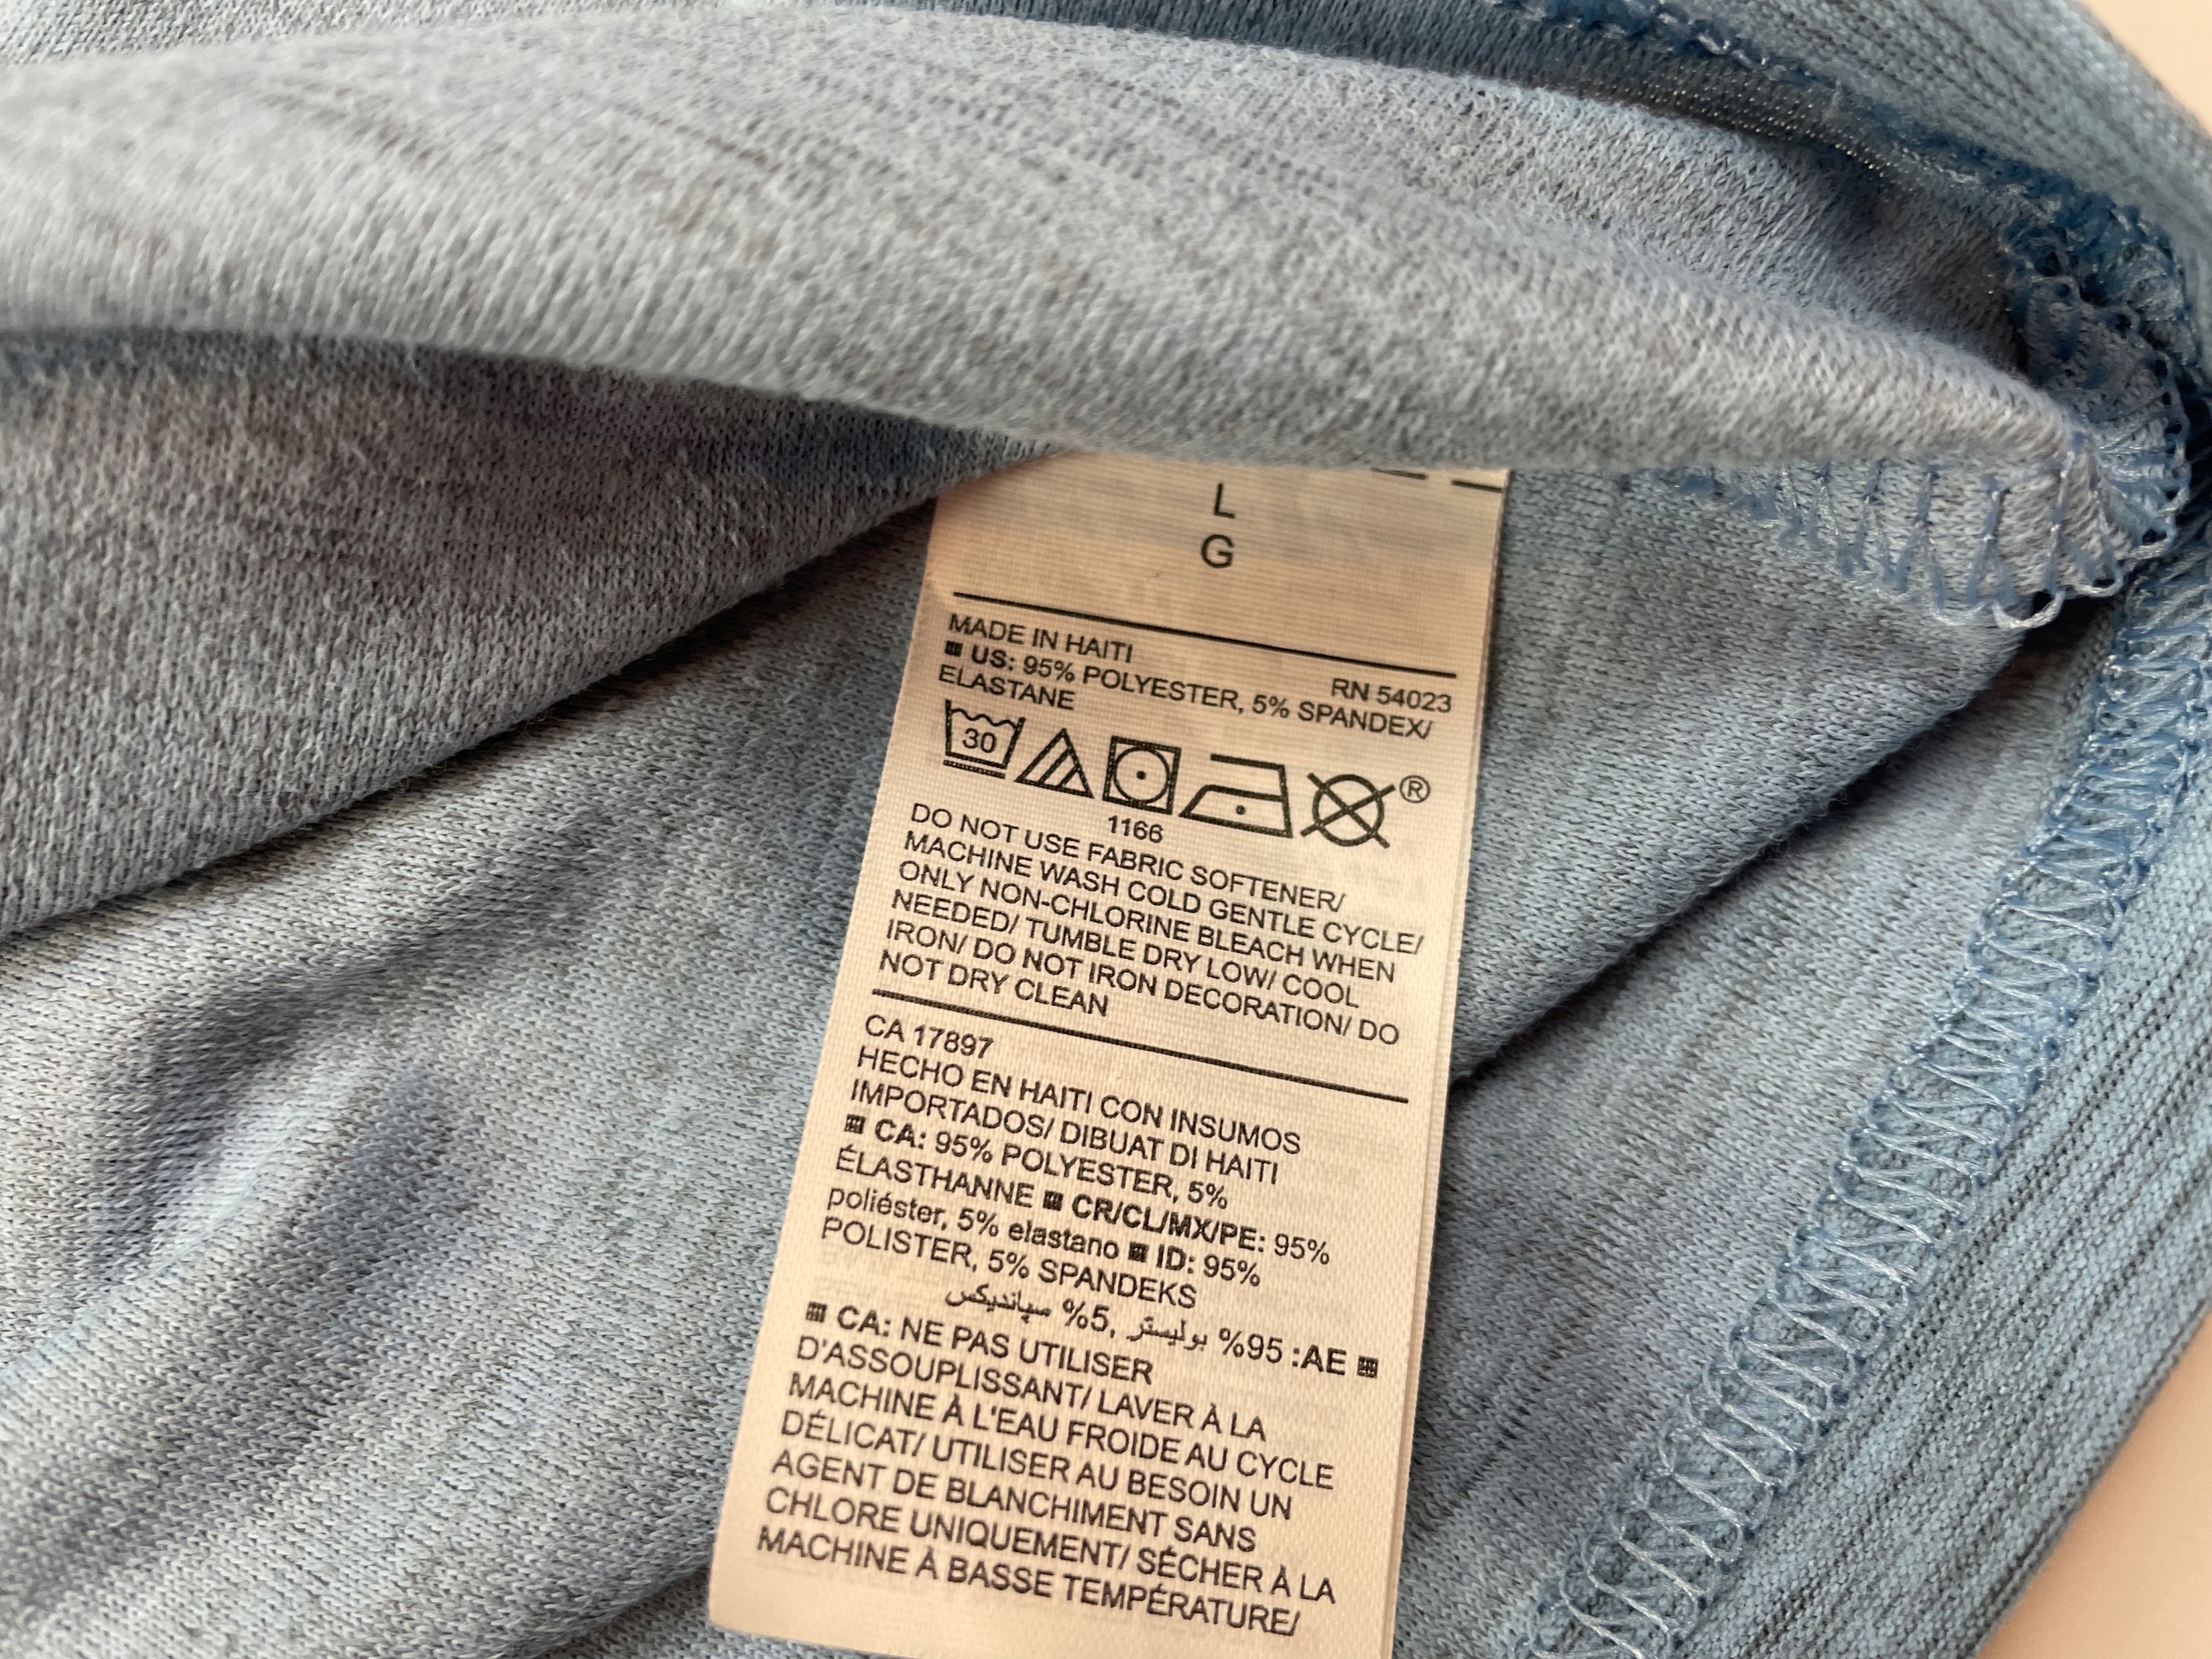 L
G
MADE IN HAITI
RN 54023
US: 95% POLYESTER, 5% SPANDEX/
ELASTANE
30
®
1166
DO NOT USE FABRIC SOFTENER/
MACHINE WASH COLD GENTLE CYCLE/
ONLY NON-CHLORINE BLEACH WHEN
NEEDED/ TUMBLE DRY LOW/ COOL
IRON/ DO NOT IRON DECORATION/ DO
NOT DRY CLEAN
CA 17897
HECHO EN HAITI CON INSUMOS
IMPORTADOS/ DIBUAT DI HAITI
CA: 95% POLYESTER, 5%
ÉLASTHANNE CR/CL/MX/PE: 95%
poliéster, 5% elastano ID: 95%
POLISTER, 5% SPANDEKS
AE: 95% بوليستر, 5% سپانديكس
CA: NE PAS UTILISER
D'ASSOUPLISSANT/ LAVER À LA
MACHINE À L'EAU FROIDE AU CYCLE
DÉLICAT/ UTILISER AU BESOIN UN
AGENT DE BLANCHIMENT SANS
CHLORE UNIQUEMENT/ SÉCHER À LA
MACHINE À BASSE TEMPÉRATURE/